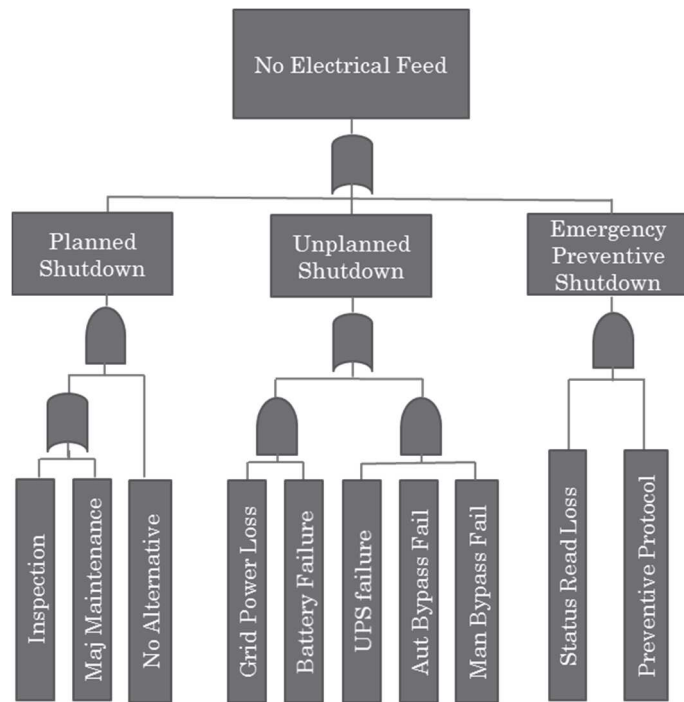 No Electrical Feed
Planned
Shutdown
Unplanned
Shutdown
Emergency
Preventive
Shutdown
Inspection
Maj Maintenance
No Alternative
Grid Power Loss
Battery Failure
UPS failure
Aut Bypass Fail
Man Bypass Fail
Status Read Loss
Preventive Protocol